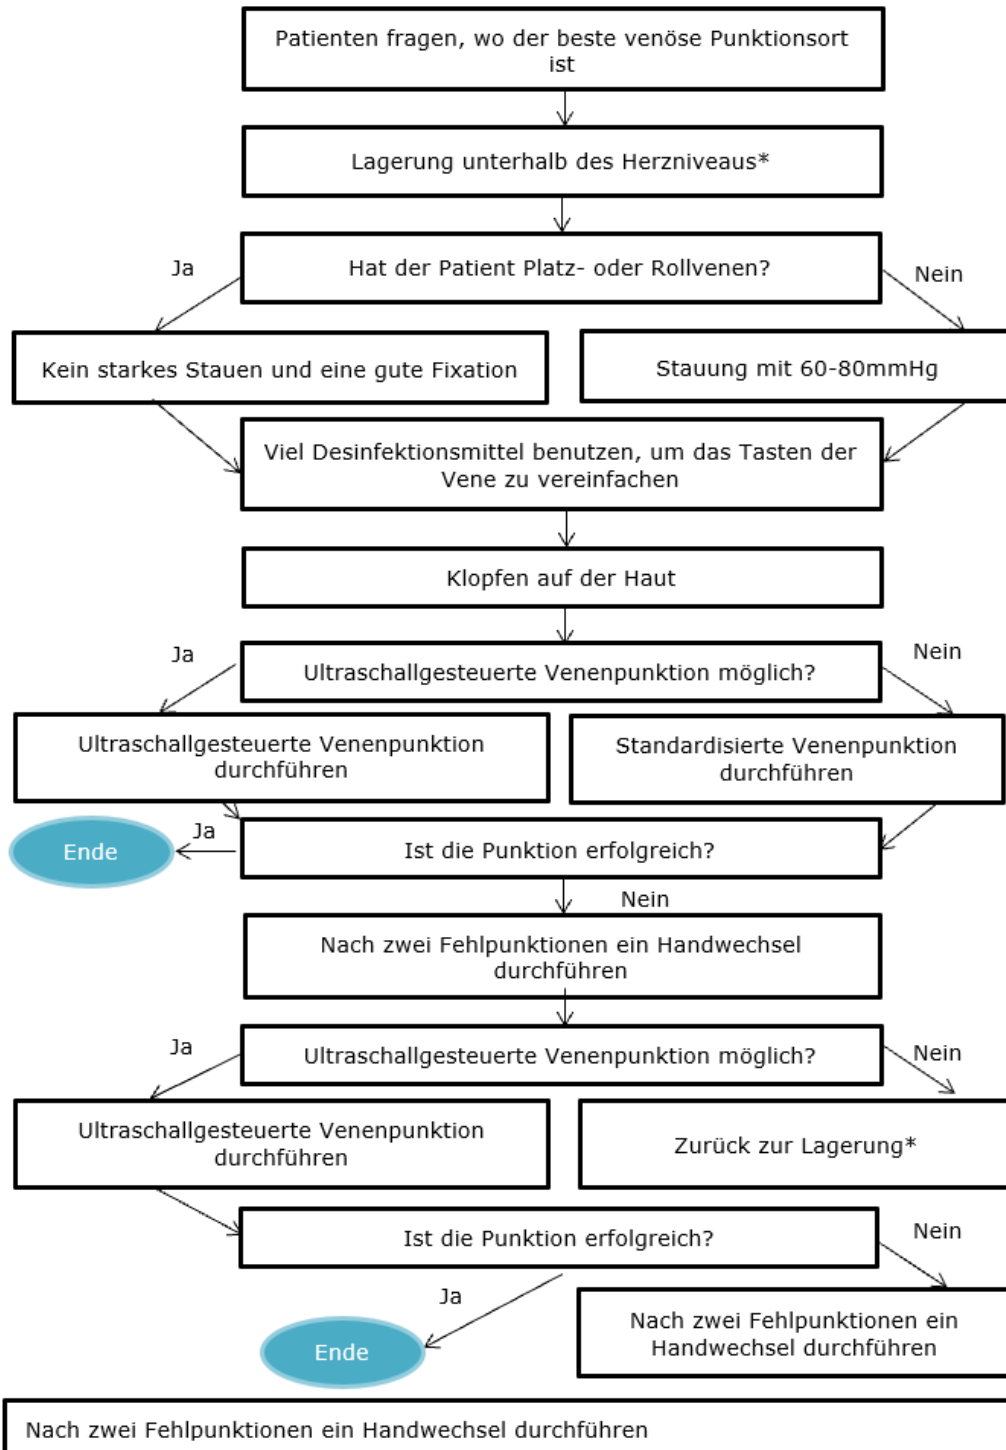 Patienten fragen, wo der beste venöse Punktionsort
ist
Lagerung unterhalb des Herzniveaus*
Ja
Hat der Patient Platz- oder Rollvenen?
Nein
Kein starkes Stauen und eine gute Fixation
Stauung mit 60-80mmHg
Viel Desinfektionsmittel benutzen, um das Tasten der
Vene zu vereinfachen
Klopfen auf der Haut
Ja
Ultraschallgesteuerte Venenpunktion möglich?
Nein
Ultraschallgesteuerte Venenpunktion
durchführen
Standardisierte Venenpunktion
durchführen
Ende
Ja
Ist die Punktion erfolgreich?
Nein
Nach zwei Fehlpunktionen ein Handwechsel
durchführen
Ja
Ultraschallgesteuerte Venenpunktion möglich?
Nein
Ultraschallgesteuerte Venenpunktion
durchführen
Zurück zur Lagerung*
Ist die Punktion erfolgreich?
Nein
Ja
Ende
Nach zwei Fehlpunktionen ein
Handwechsel durchführen
Nach zwei Fehlpunktionen ein Handwechsel durchführen